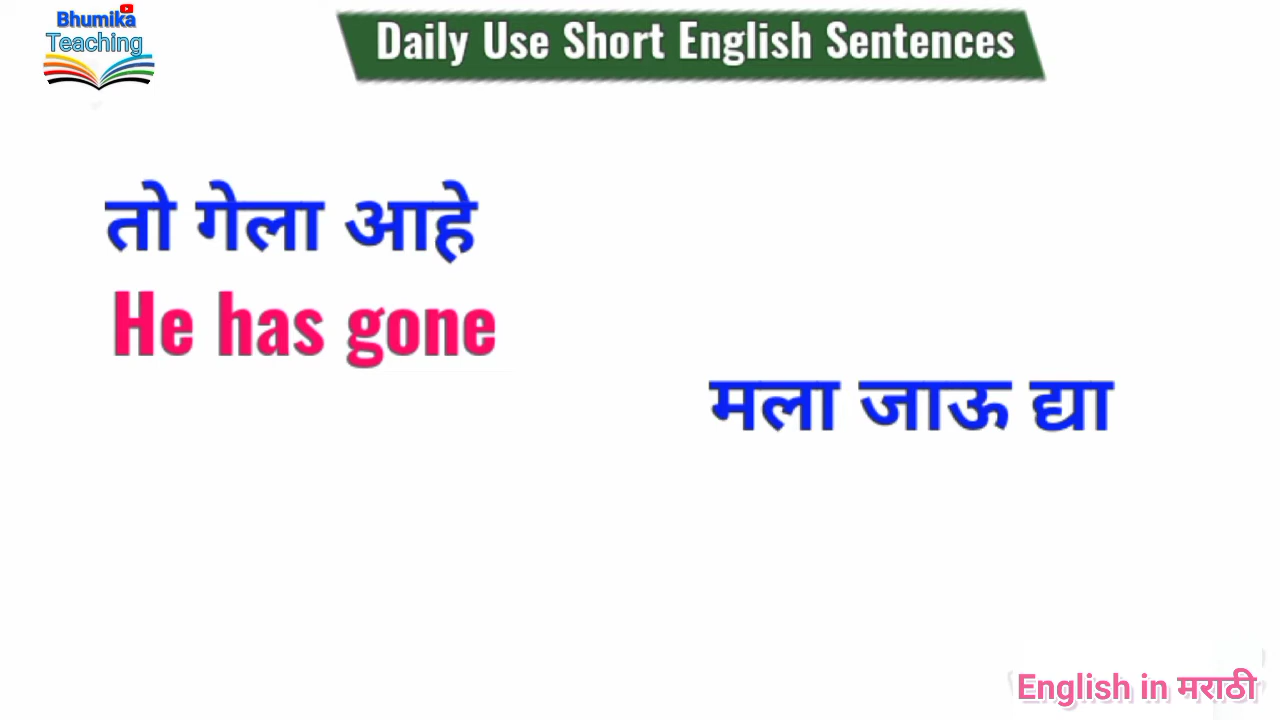 Bhumika
Teaching
Daily Use Short English Sentences
तो गेला आहे
He has gone
मला जाऊ द्या
English in मराठी